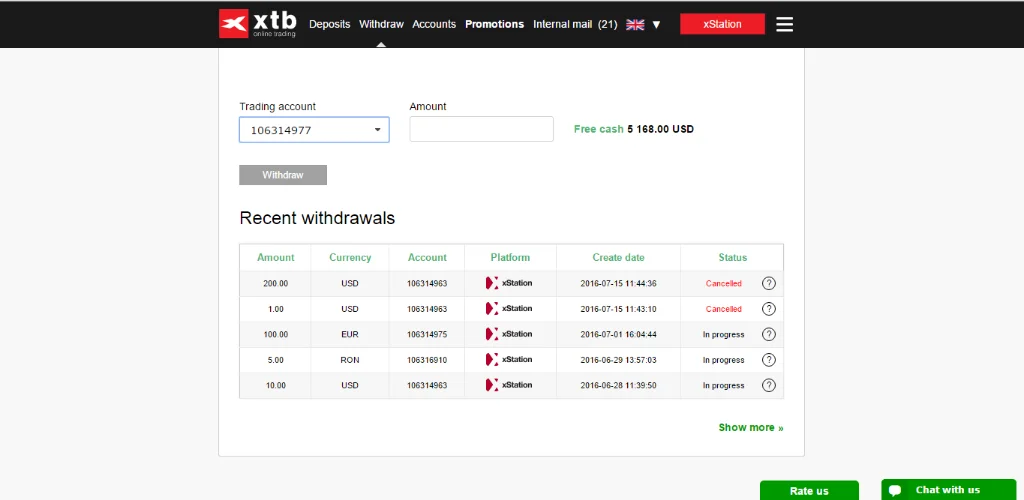 xtb
online trading
Deposits Withdraw Accounts Promotions Internal mail (21) xStation
Trading account Amount
106314977 Free cash 5 168.00 USD
Withdraw
Recent withdrawals
Amount Currency Account Platform Create date Status
200.00 USD 106314963 xStation 2016-07-15 11:44:36 Cancelled ?
1.00 USD 106314963 xStation 2016-07-15 11:43:10 Cancelled ?
100.00 EUR 106314975 xStation 2016-07-01 16:04:44 In progress ?
5.00 RON 106316910 xStation 2016-06-29 13:57:03 In progress ?
10.00 USD 106314963 xStation 2016-06-28 11:39:50 In progress ?
Show more »
Rate us Chat with us